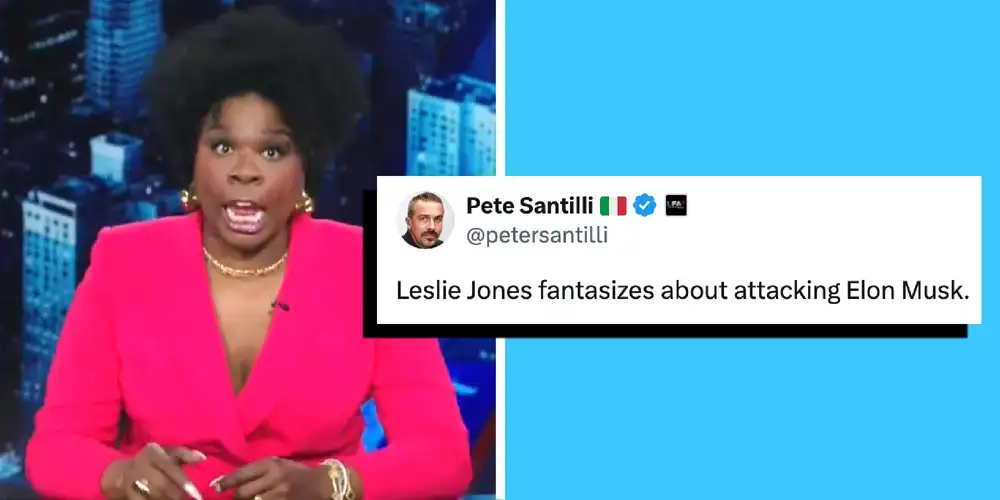 Pete Santilli
@petersantilli
Leslie Jones fantasizes about attacking Elon Musk.